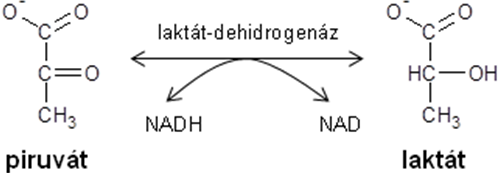 O⁻ O O⁻ O
C C
laktát-dehidrogenáz
C O HC OH
CH₃ CH₃
NADH NAD
piruvát laktát